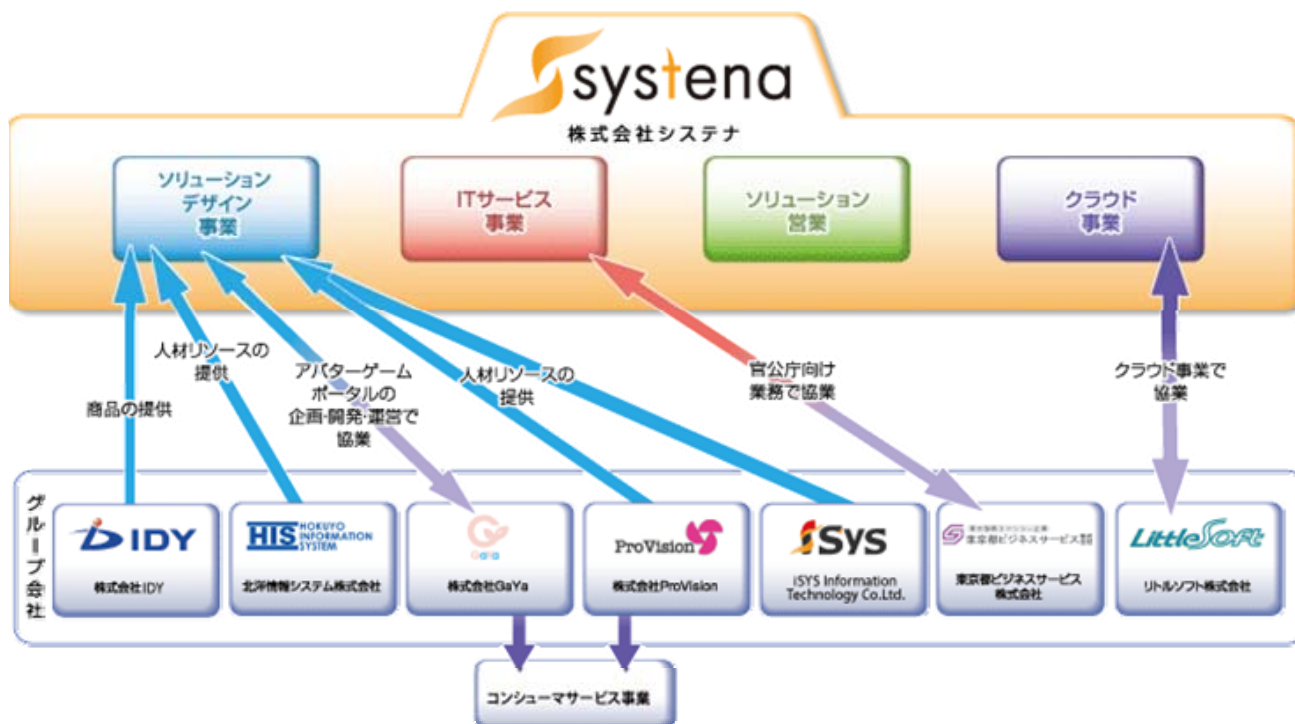 systena
株式会社システナ
ソリューション
デザイン
事業
ITサービス
事業
ソリューション
営業
クラウド
事業
商品の提供
人材リソースの
提供
アバターゲーム
ポータルの
企画・開発・運営で
協業
人材リソースの
提供
官公庁向け
業務で協業
クラウド事業で
協業
グループ会社
IDY
株式会社IDY
HIS HOKUYO
INFORMATION
SYSTEM
北洋情報システム株式会社
GaYa
株式会社GaYa
ProVision
株式会社ProVision
iSys
iSYS Information
Technology Co.Ltd.
東京都ビジネスサービス
東京都ビジネスサービス
株式会社
LittleSoft
リトルソフト株式会社
コンシューマサービス事業